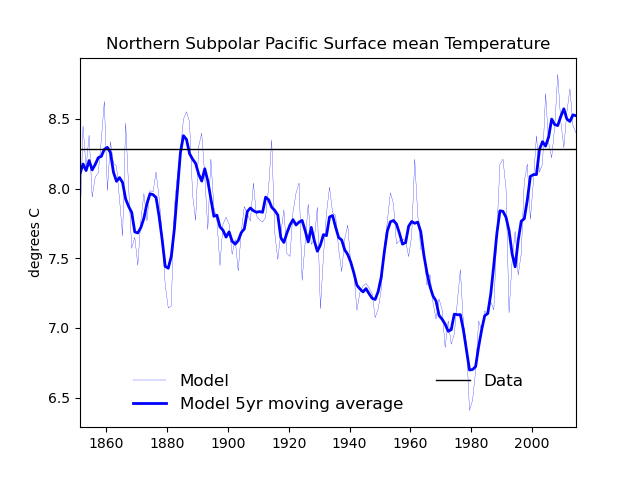 Northern Subpolar Pacific Surface mean Temperature
degrees C
8.5
8.0
7.5
7.0
6.5
Model
Model 5yr moving average
Data
1860 1880 1900 1920 1940 1960 1980 2000